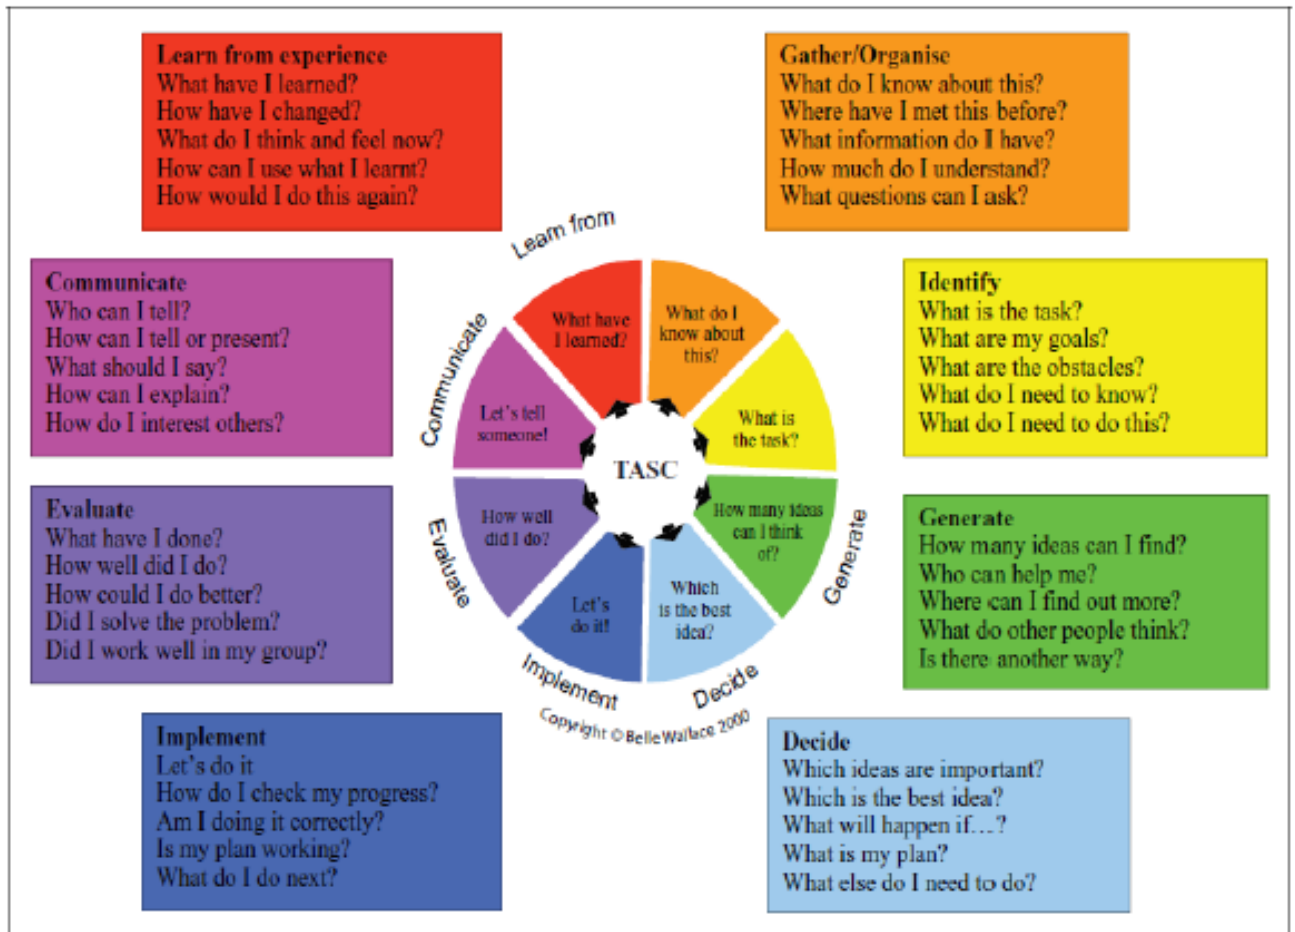 Learn from experience
What have I learned?
How have I changed?
What do I think and feel now?
How can I use what I learnt?
How would I do this again?
Gather/Organise
What do I know about this?
Where have I met this before?
What information do I have?
How much do I understand?
What questions can I ask?
Communicate
Who can I tell?
How can I tell or present?
What should I say?
How can I explain?
How do I interest others?
Identify
What is the task?
What are my goals?
What are the obstacles?
What do I need to know?
What do I need to do this?
Evaluate
What have I done?
How well did I do?
How could I do better?
Did I solve the problem?
Did I work well in my group?
Generate
How many ideas can I find?
Who can help me?
Where can I find out more?
What do other people think?
Is there another way?
Implement
Let's do it
How do I check my progress?
Am I doing it correctly?
Is my plan working?
What do I do next?
Decide
Which ideas are important?
Which is the best idea?
What will happen if...?
What is my plan?
What else do I need to do?
Learn from
Communicate
Evaluate
Implement
Decide
Generate
What have
I learned?
What do I
know about
this?
What is
the task?
How many ideas
can I think
of?
Which
is the best
idea?
Let's
do it!
How well
did I do?
Let's tell
someone!
TASC
Copyright © Belle Wallace 2000